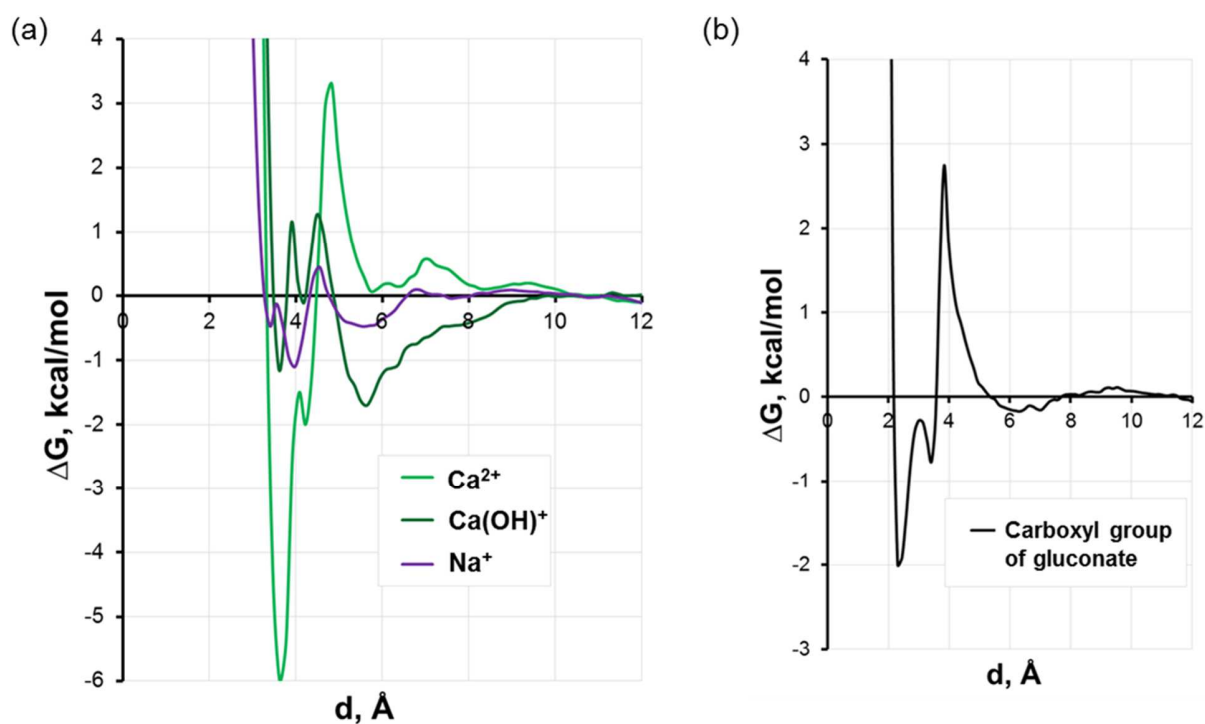 (a)
4
3
2
1
0
-1
-2
-3
-4
-5
-6
0 2 4 6 8 10 12
ΔG, kcal/mol
d, Å
Ca²⁺
Ca(OH)⁺
Na⁺
(b)
4
3
2
1
0
-1
-2
-3
0 2 4 6 8 10 12
ΔG, kcal/mol
d, Å
Carboxyl group
of gluconate